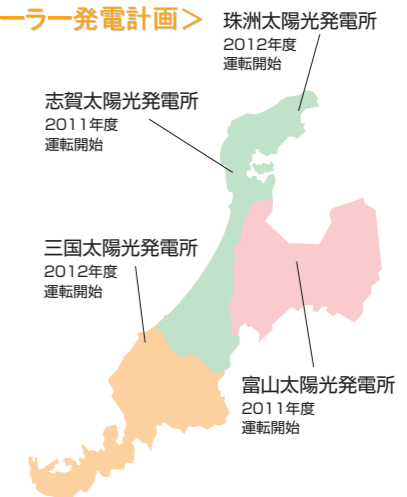 ーラー発電計画＞
珠洲太陽光発電所
2012年度
運転開始
志賀太陽光発電所
2011年度
運転開始
三国太陽光発電所
2012年度
運転開始
富山太陽光発電所
2011年度
運転開始